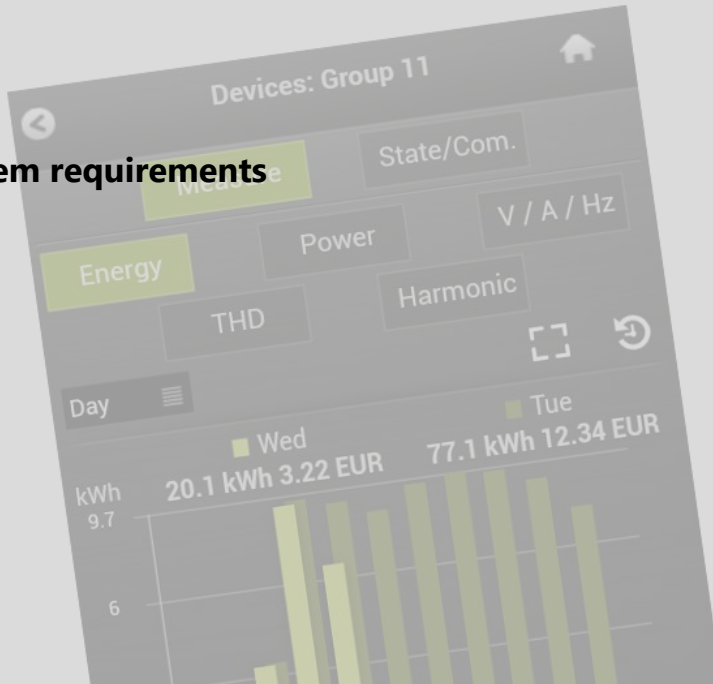 Devices: Group 11
em requirements
Measure
State/Com.
Energy
Power
V / A / Hz
THD
Harmonic
Day
Wed
Tue
20.1 kWh 3.22 EUR
77.1 kWh 12.34 EUR
kWh
9.7
6